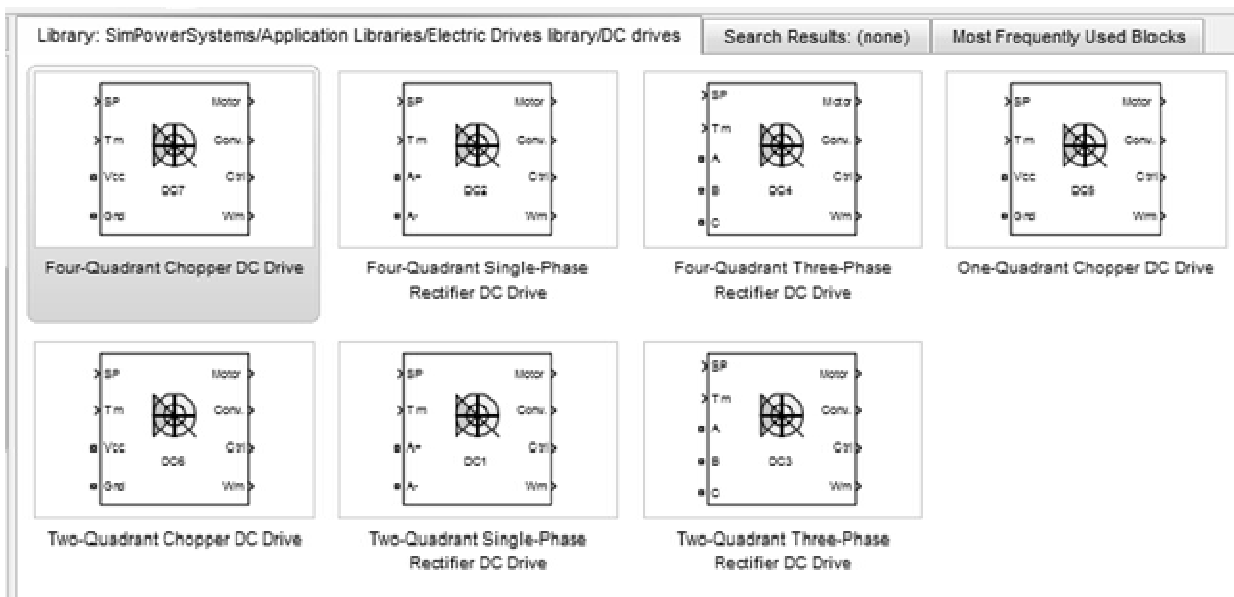 Library: SimPowerSystems/Application Libraries/Electric Drives library/DC drives
Search Results: (none)
Most Frequently Used Blocks
SP
Motor
Tm
Conv.
Vcc
Ctrl
DC7
Gnd
Wm
Four-Quadrant Chopper DC Drive
SP
Motor
Tm
Conv.
A+
Ctrl
DC2
A-
Wm
Four-Quadrant Single-Phase
Rectifier DC Drive
SP
Motor
Tm
Conv.
A
B
Ctrl
DC4
C
Wm
Four-Quadrant Three-Phase
Rectifier DC Drive
SP
Motor
Tm
Conv.
Vcc
Ctrl
DC5
Gnd
Wm
One-Quadrant Chopper DC Drive
SP
Motor
Tm
Conv.
Vcc
Ctrl
DC6
Gnd
Wm
Two-Quadrant Chopper DC Drive
SP
Motor
Tm
Conv.
A+
Ctrl
DC1
A-
Wm
Two-Quadrant Single-Phase
Rectifier DC Drive
SP
Motor
Tm
Conv.
A
B
Ctrl
DC3
C
Wm
Two-Quadrant Three-Phase
Rectifier DC Drive